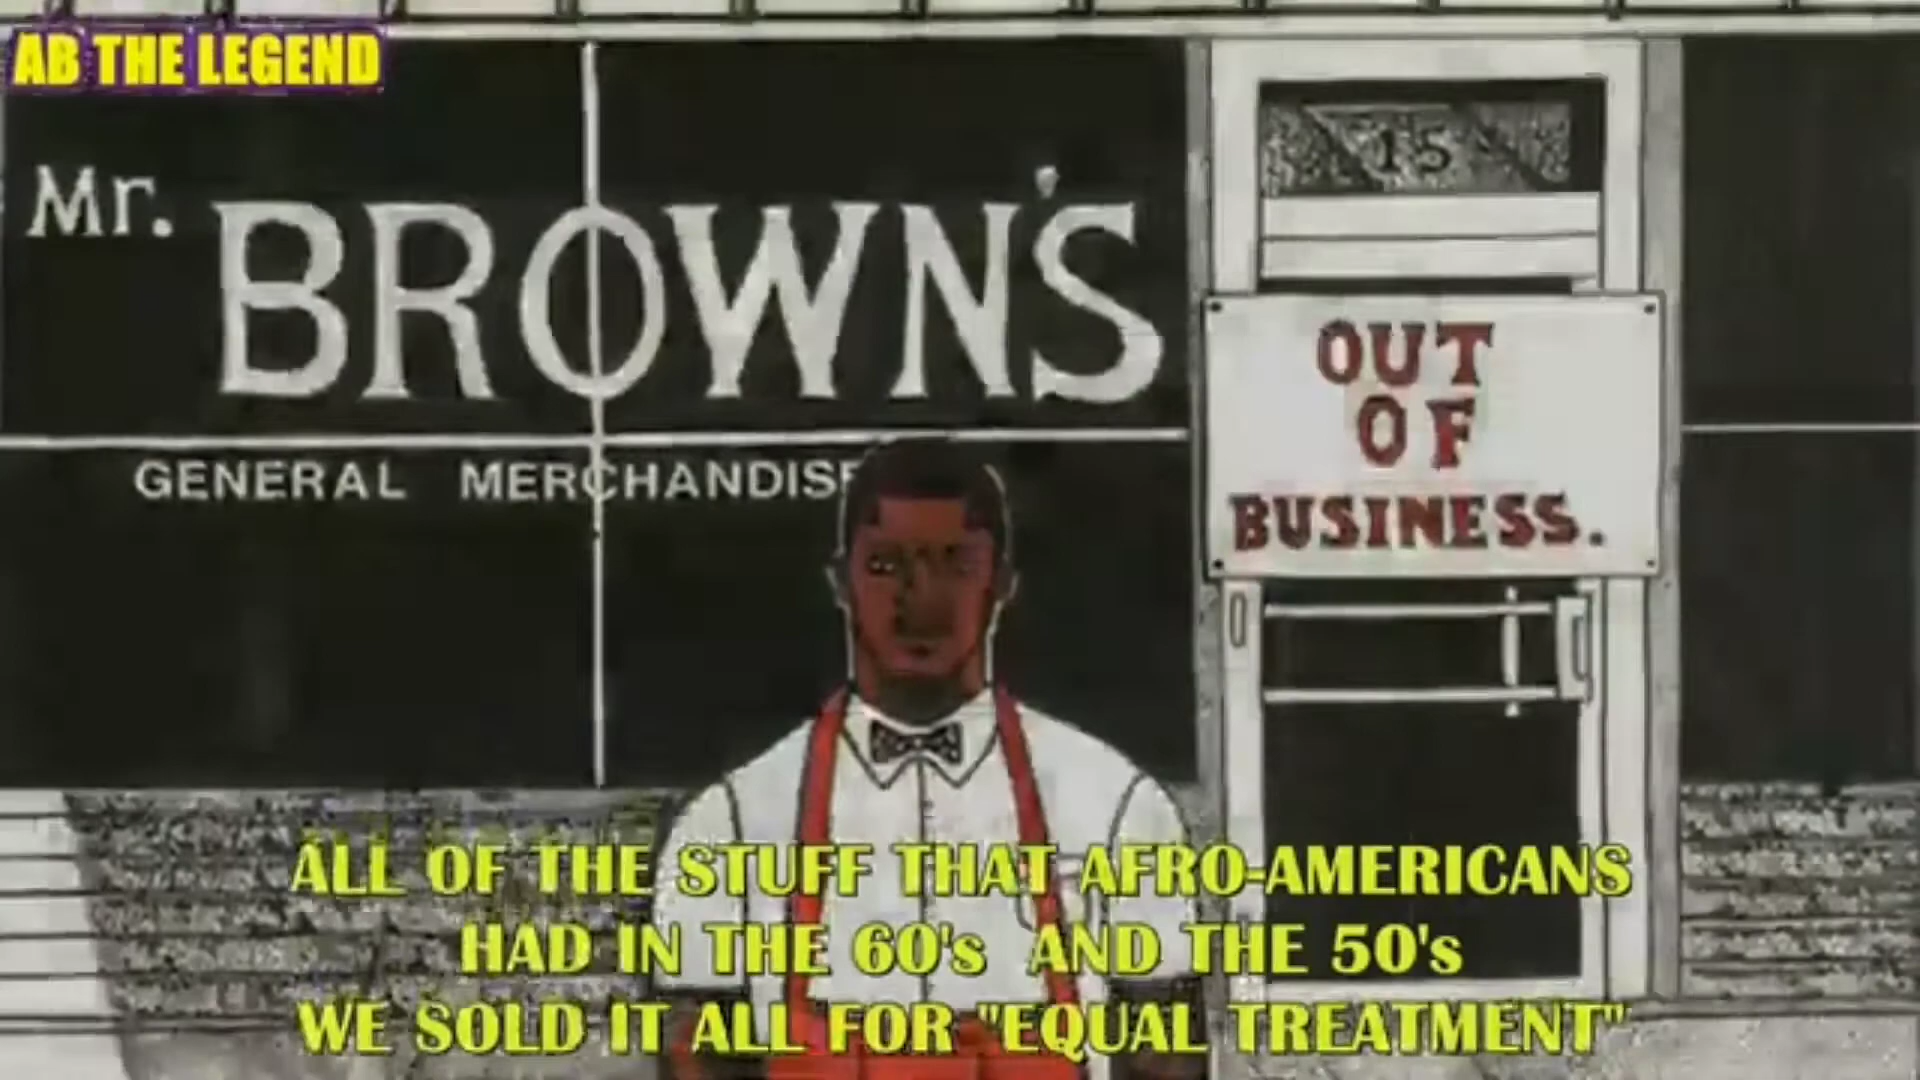 AB THE LEGEND
Mr. BROWN'S
GENERAL MERCHANDISE
15
OUT
OF
BUSINESS.
ALL OF THE STUFF THAT AFRO-AMERICANS
HAD IN THE 60's AND THE 50's
WE SOLD IT ALL FOR "EQUAL TREATMENT"